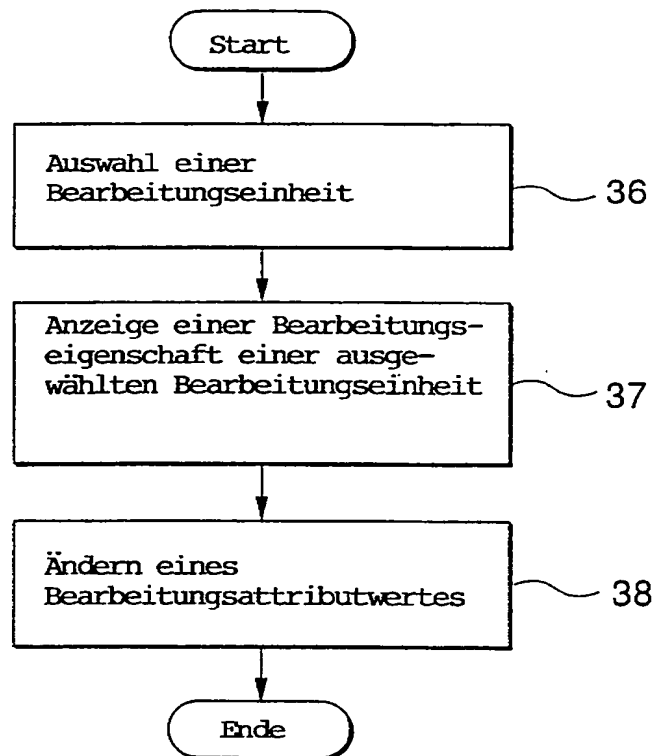 Start
Auswahl einer
Bearbeitungseinheit
36
Anzeige einer Bearbeitungs-
eigenschaft einer ausge-
wählten Bearbeitungseinheit
37
Ändern eines
Bearbeitungsattributwertes
38
Ende